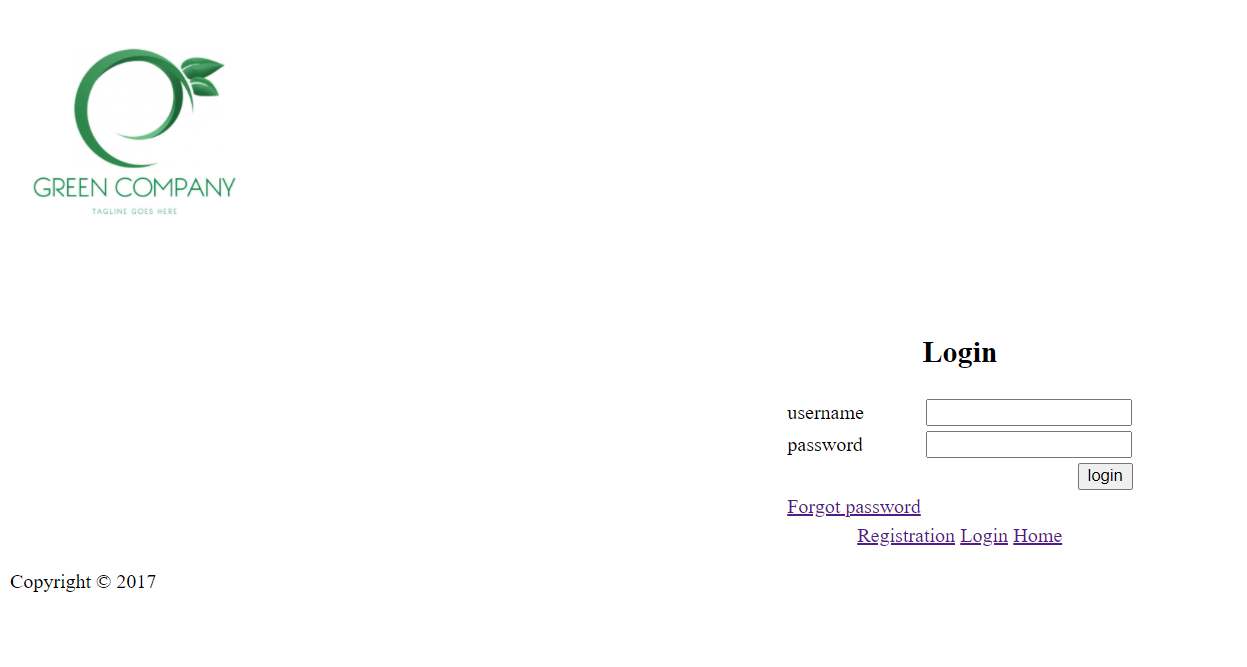 GREEN COMPANY
TAGLINE GOES HERE
Login
username
password
login
Forgot password
Registration Login Home
Copyright © 2017